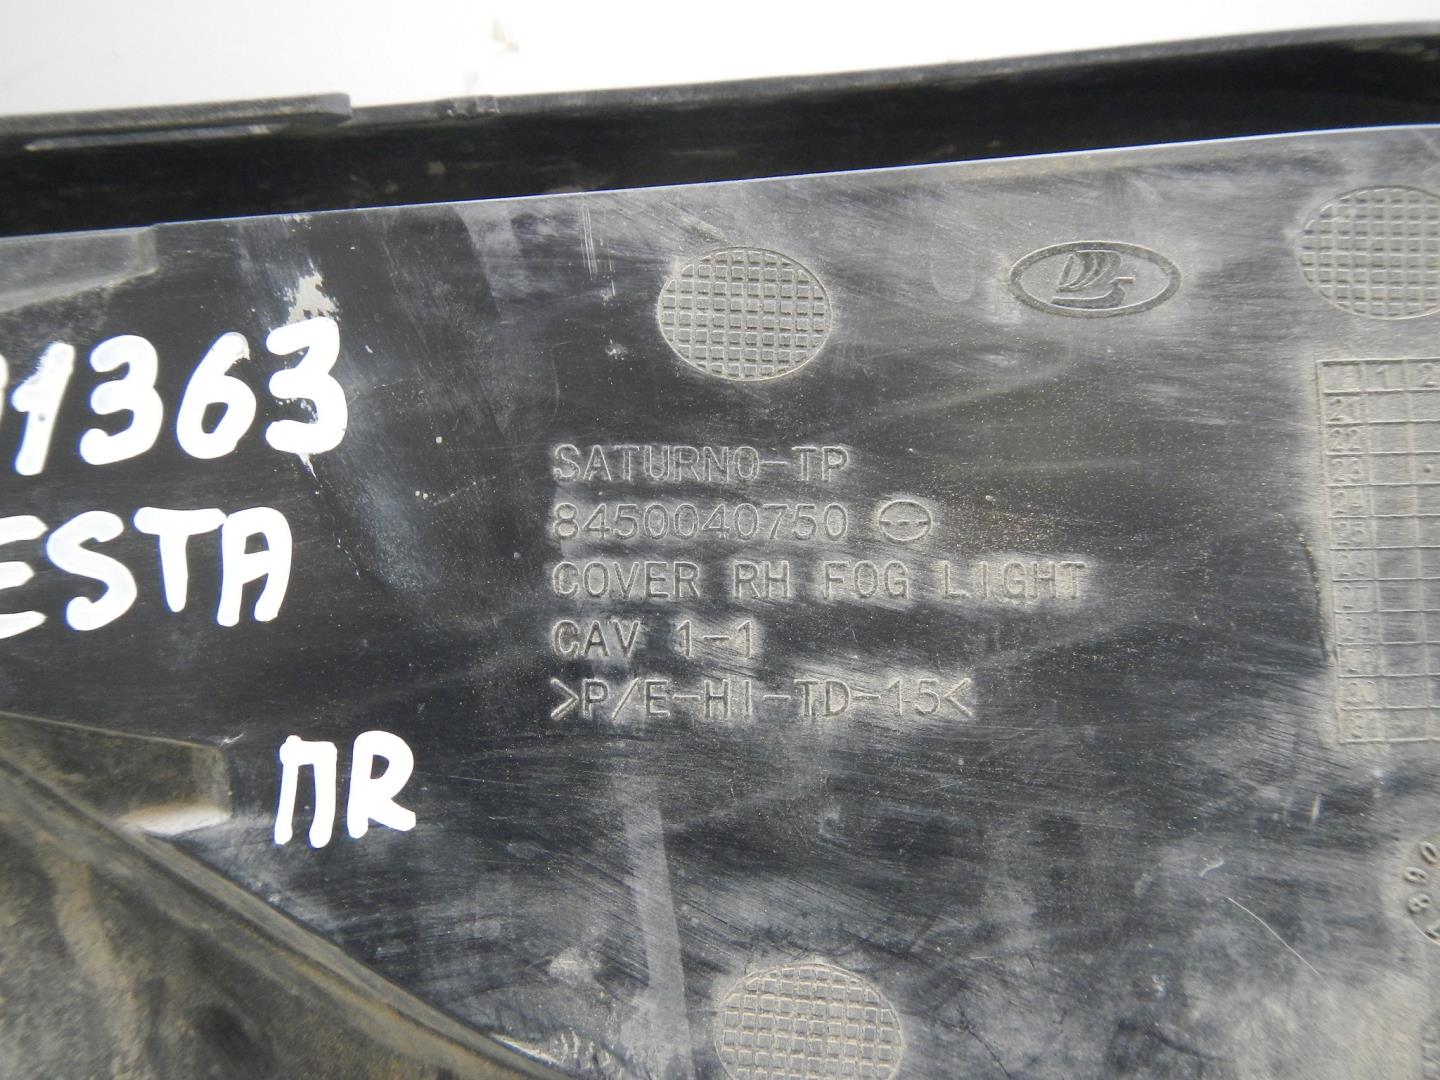 1363
ESTA
ПR
SATURNO-TP
8450040750
COVER RH FOG LIGHT
CAV 1-1
>P/E-HI-TD-15<